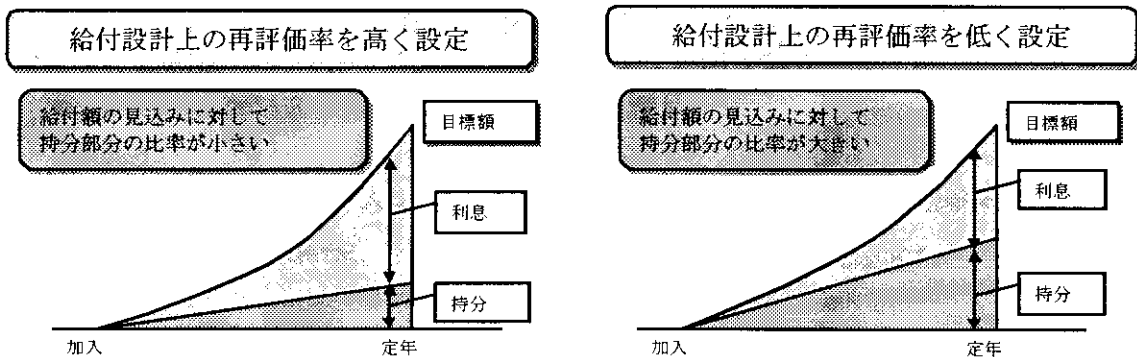 給付設計上の再評価率を高く設定
給付額の見込みに対して
持分部分の比率が小さい
目標額
利息
持分
加入
定年
給付設計上の再評価率を低く設定
給付額の見込みに対して
持分部分の比率が大きい
目標額
利息
持分
加入
定年